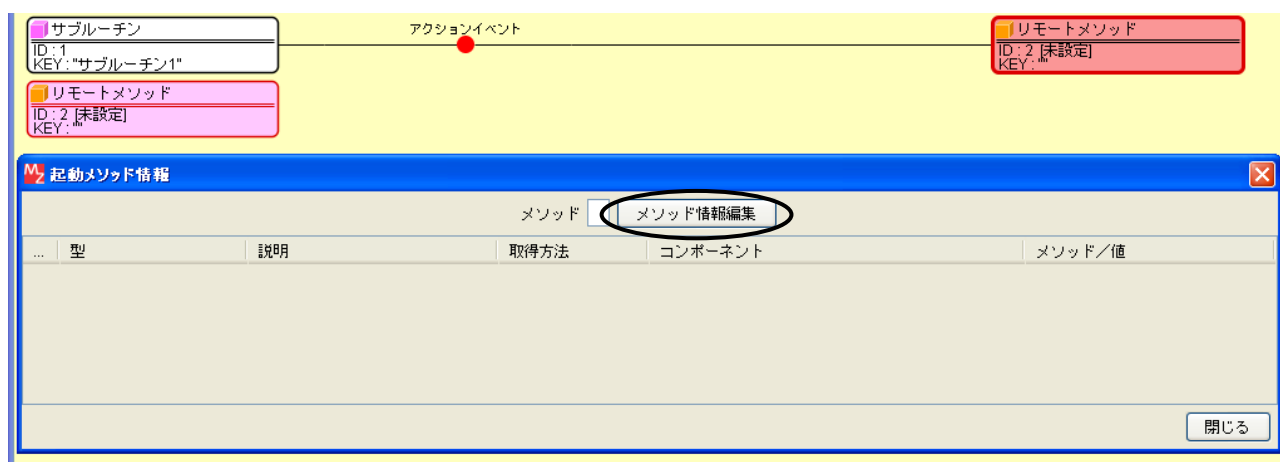 サブルーチン
ID : 1
KEY : "サブルーチン1"
アクションイベント
リモートメソッド
ID : 2 [未設定]
KEY : ""
リモートメソッド
ID : 2 [未設定]
KEY : ""
起動メソッド情報
メソッド メソッド情報編集
... 型 説明 取得方法 コンポーネント メソッド／値
閉じる